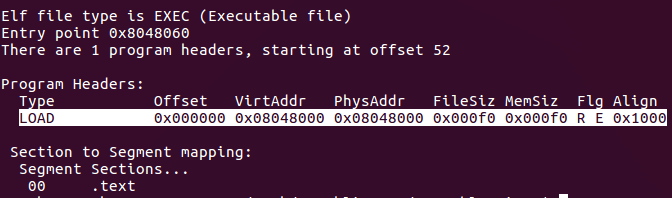 Elf file type is EXEC (Executable file)
Entry point 0x8048060
There are 1 program headers, starting at offset 52
Program Headers:
Type Offset VirtAddr PhysAddr FileSiz MemSiz Flg Align
LOAD 0x000000 0x08048000 0x08048000 0x000f0 0x000f0 R E 0x1000
Section to Segment mapping:
Segment Sections...
00 .text